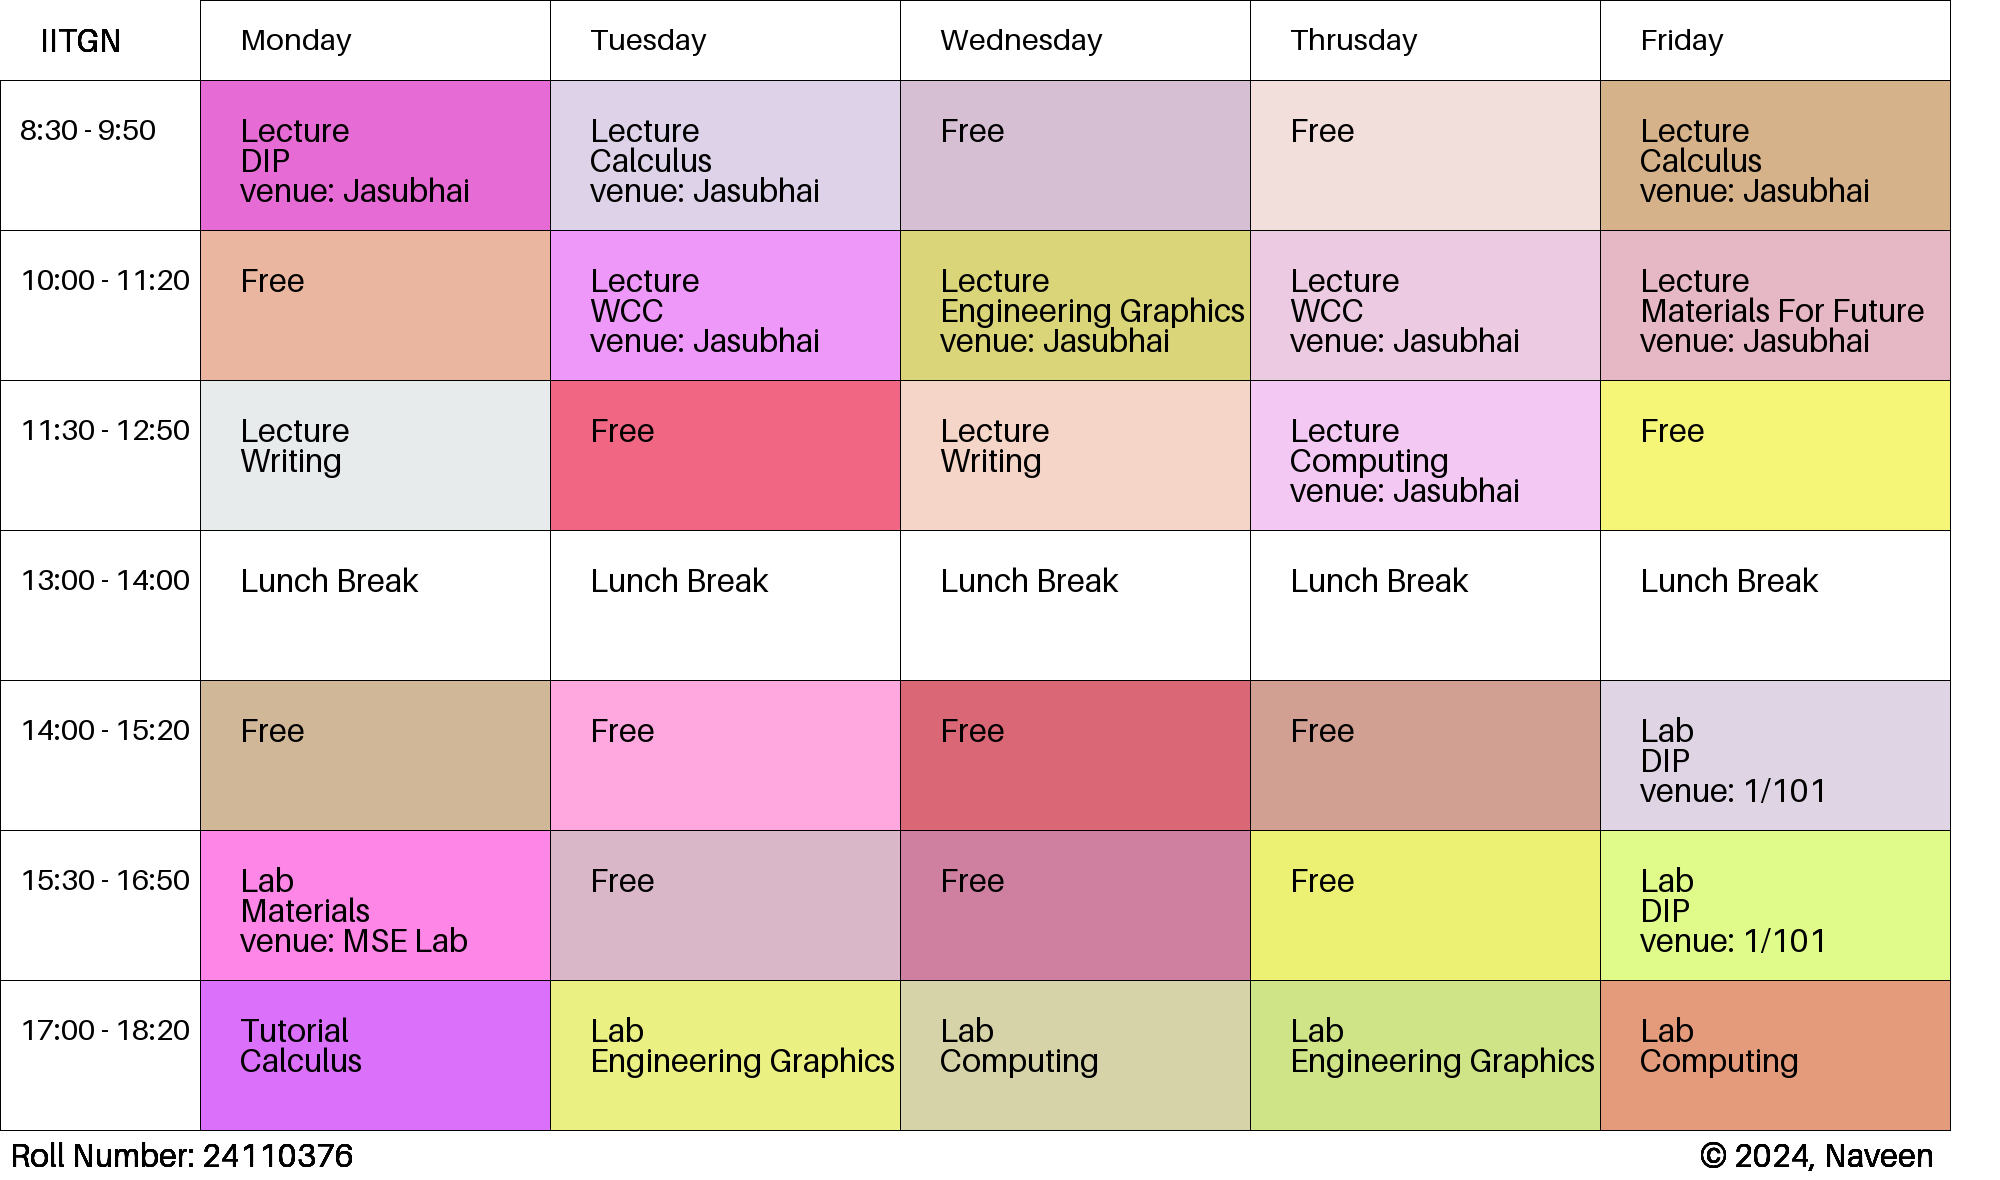 IITGN Monday Tuesday Wednesday Thrusday Friday
8:30 - 9:50
Lecture
DIP
venue: Jasubhai
Lecture
Calculus
venue: Jasubhai
Free
Free
Lecture
Calculus
venue: Jasubhai
10:00 - 11:20
Free
Lecture
WCC
venue: Jasubhai
Lecture
Engineering Graphics
venue: Jasubhai
Lecture
WCC
venue: Jasubhai
Lecture
Materials For Future
venue: Jasubhai
11:30 - 12:50
Lecture
Writing
Free
Lecture
Writing
Lecture
Computing
venue: Jasubhai
Free
13:00 - 14:00
Lunch Break
Lunch Break
Lunch Break
Lunch Break
Lunch Break
14:00 - 15:20
Free
Free
Free
Free
Lab
DIP
venue: 1/101
15:30 - 16:50
Lab
Materials
venue: MSE Lab
Free
Free
Free
Lab
DIP
venue: 1/101
17:00 - 18:20
Tutorial
Calculus
Lab
Engineering Graphics
Lab
Computing
Lab
Engineering Graphics
Lab
Computing
Roll Number: 24110376
© 2024, Naveen